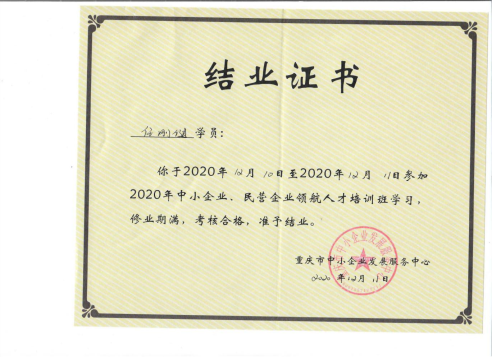 结业证书
学员：
你于2020年12月10日至2020年12月11日参加
2020年中小企业、民营企业领航人才培训班学习，
修业期满，考核合格，准予结业。
重庆市中小企业发展服务中心
2020年12月11日